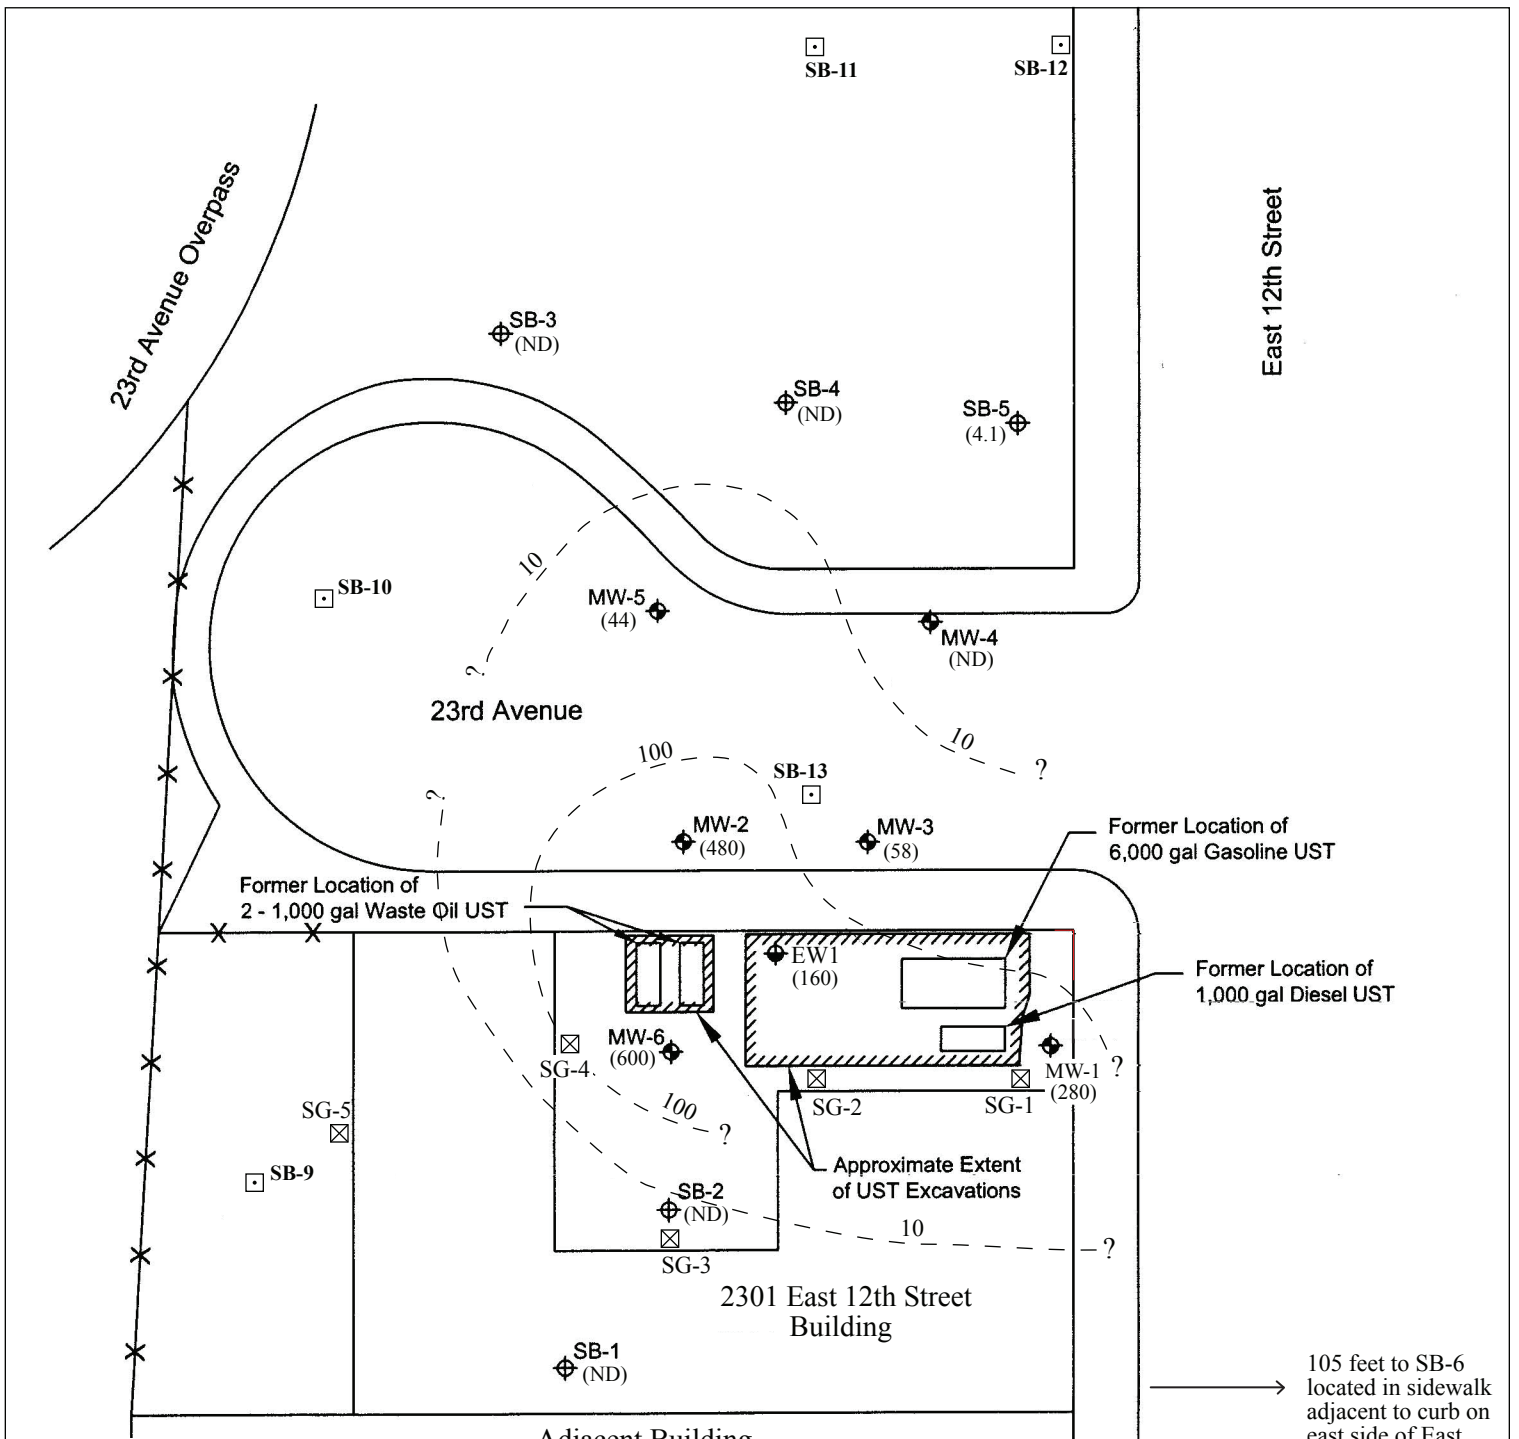 SB-11
SB-12
23rd Avenue Overpass
East 12th Street
SB-3
(ND)
SB-4
(ND)
SB-5
(4.1)
10
SB-10
MW-5
(44)
MW-4
(ND)
?
23rd Avenue
10
?
100
SB-13
?
MW-2
(480)
MW-3
(58)
Former Location of
6,000 gal Gasoline UST
Former Location of
2 - 1,000 gal Waste Oil UST
EW1
(160)
Former Location of
1,000 gal Diesel UST
MW-6
(600)
SG-4
MW-1
(280)
?
SG-2
SG-1
SG-5
100
?
SB-9
Approximate Extent
of UST Excavations
SB-2
(ND)
10
?
SG-3
2301 East 12th Street
Building
SB-1
(ND)
105 feet to SB-6
located in sidewalk
adjacent to curb on
east side of East
Adjacent Building